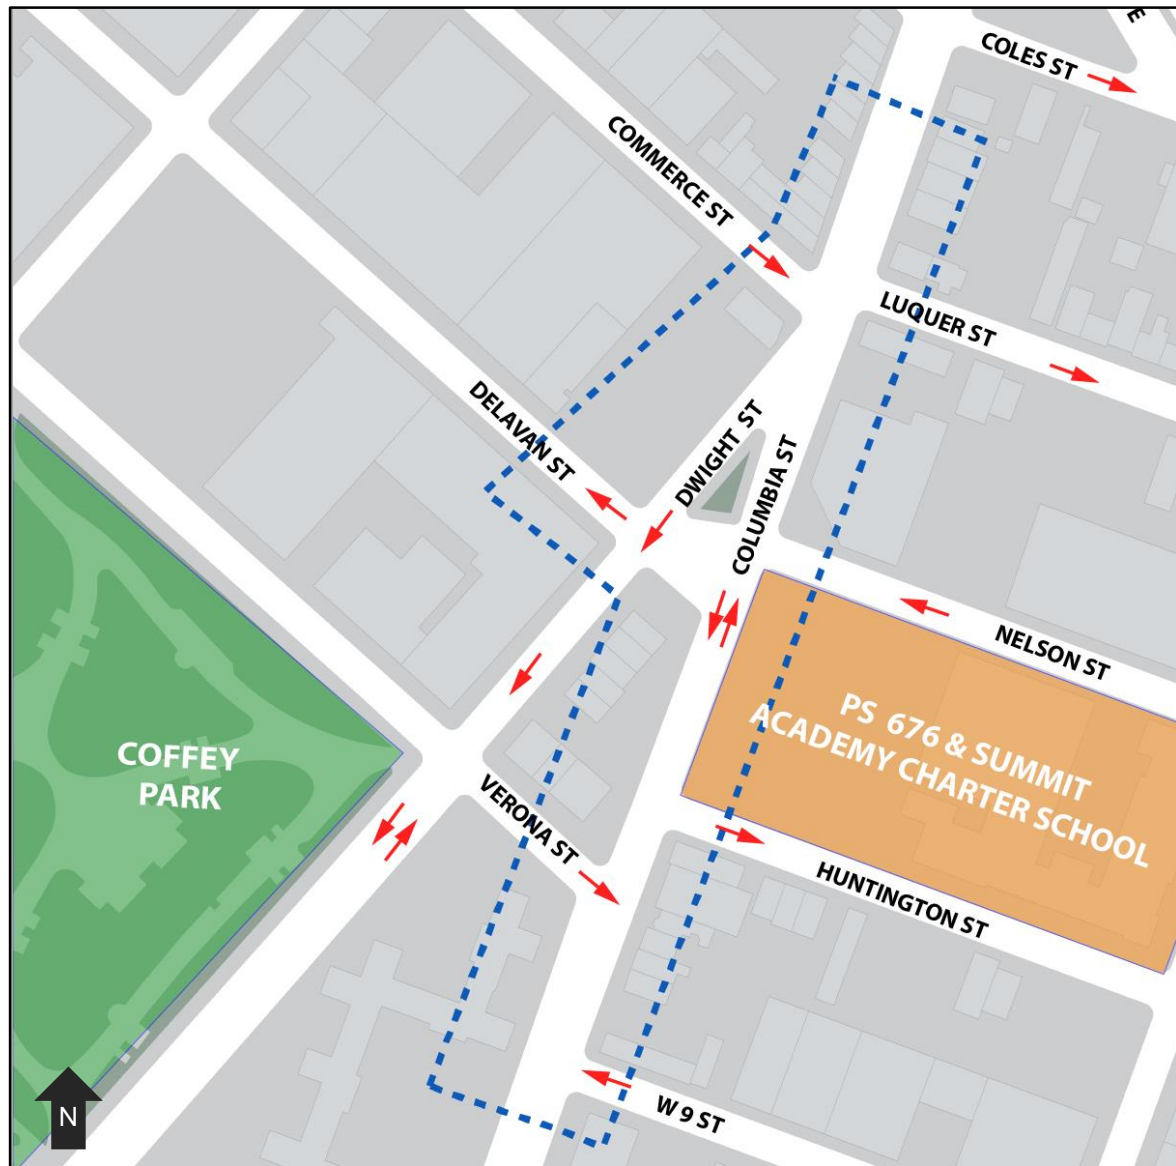 E
COLES ST
COMMERCE ST
LUQUER ST
DELAVAN ST
DWIGHT ST
COLUMBIA ST
NELSON ST
PS 676 & SUMMIT
ACADEMY CHARTER SCHOOL
COFFEY
PARK
VERONA ST
HUNTINGTON ST
W 9 ST
N